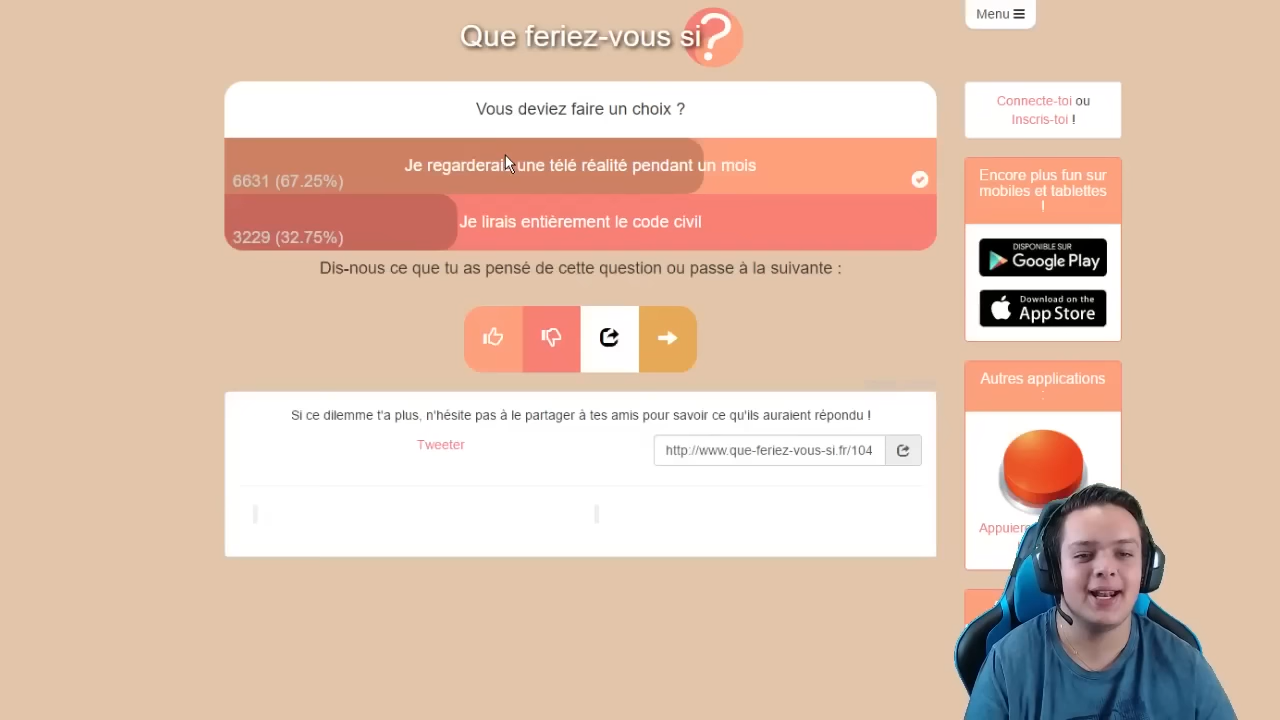 Que feriez-vous si?
Menu
Vous deviez faire un choix ?
Je regarderais une télé réalité pendant un mois
6631 (67.25%)
Je lirais entièrement le code civil
3229 (32.75%)
Dis-nous ce que tu as pensé de cette question ou passe à la suivante :
Si ce dilemme t'a plus, n'hésite pas à le partager à tes amis pour savoir ce qu'ils auraient répondu !
Tweeter
http://www.que-feriez-vous-si.fr/104
Connecte-toi ou
Inscris-toi !
Encore plus fun sur
mobiles et tablettes
!
DISPONIBLE SUR
Google Play
Download on the
App Store
Autres applications
: